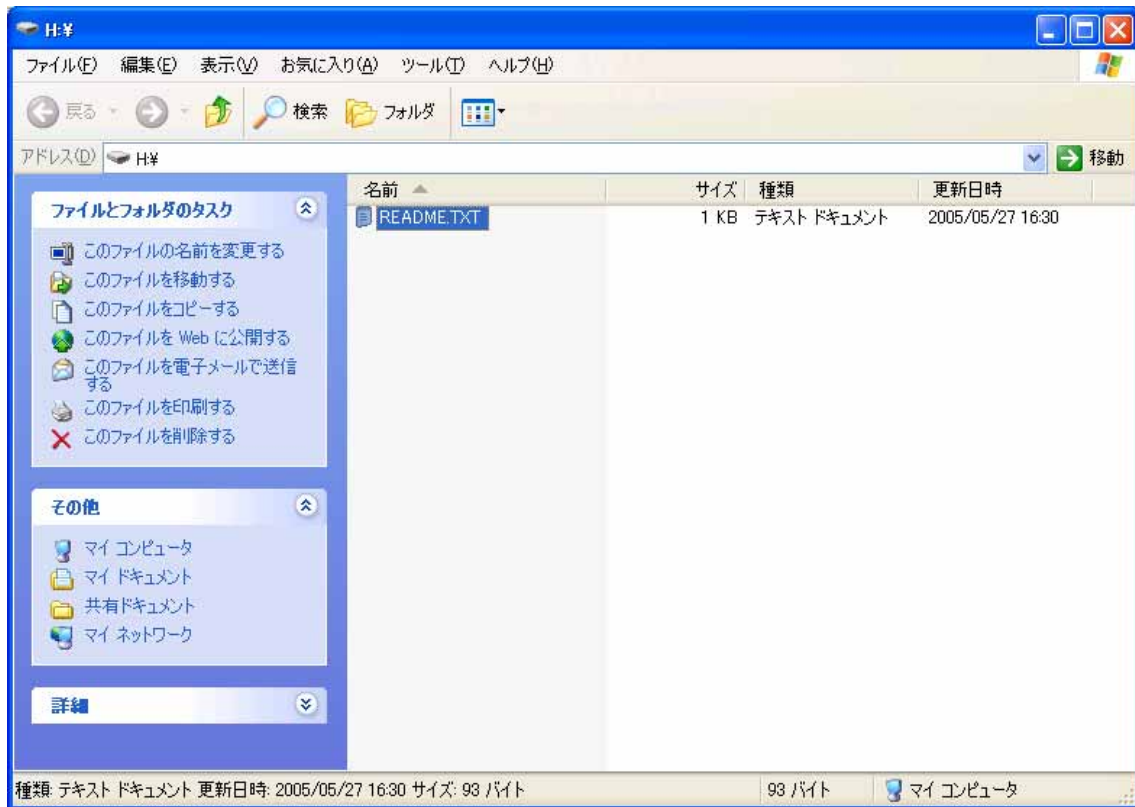 H:¥
ファイル(F) 編集(E) 表示(V) お気に入り(A) ツール(T) ヘルプ(H)
戻る 検索 フォルダ
アドレス(D) H:¥ 移動
名前 サイズ 種類 更新日時
README.TXT 1 KB テキスト ドキュメント 2005/05/27 16:30
ファイルとフォルダのタスク
このファイルの名前を変更する
このファイルを移動する
このファイルをコピーする
このファイルを Web に公開する
このファイルを電子メールで送信
する
このファイルを印刷する
このファイルを削除する
その他
マイ コンピュータ
マイ ドキュメント
共有ドキュメント
マイ ネットワーク
詳細
種類: テキスト ドキュメント 更新日時: 2005/05/27 16:30 サイズ: 93 バイト 93 バイト マイ コンピュータ